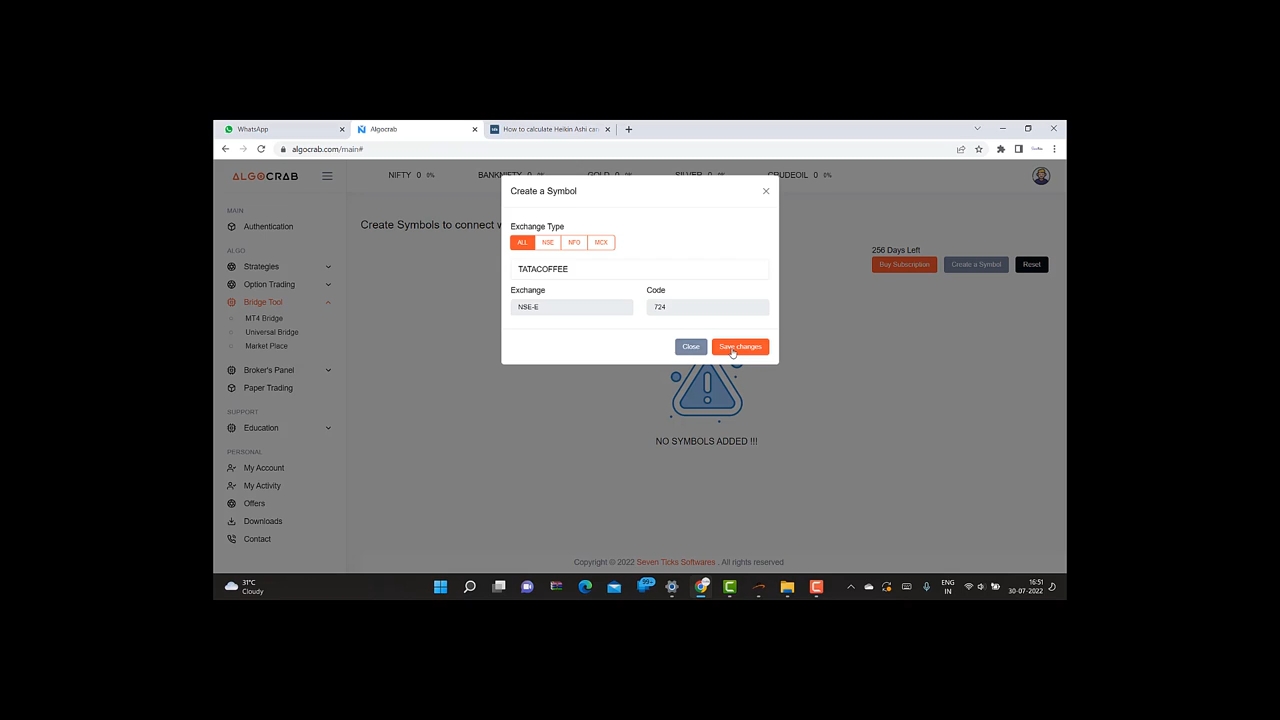 WhatsApp
Algocrab
How to calculate Heikin Ashi can
algocrab.com/main#
ALGOCRAB
NIFTY 0 0%
BANKNIFTY 0 0%
GOLD 0 0%
SILVER 0 0%
CRUDEOIL 0 0%
MAIN
Authentication
ALGO
Strategies
Option Trading
Bridge Tool
MT4 Bridge
Universal Bridge
Market Place
Broker's Panel
Paper Trading
SUPPORT
Education
PERSONAL
My Account
My Activity
Offers
Downloads
Contact
Create Symbols to connect w
256 Days Left
Buy Subscription
Create a Symbol
Reset
Create a Symbol
Exchange Type
ALL NSE NFO MCX
TATACOFFEE
Exchange Code
NSE-E 724
Close Save changes
NO SYMBOLS ADDED !!!
Copyright © 2022 Seven Ticks Softwares . All rights reserved
31°C
Cloudy
99+
ENG
IN
16:51
30-07-2022